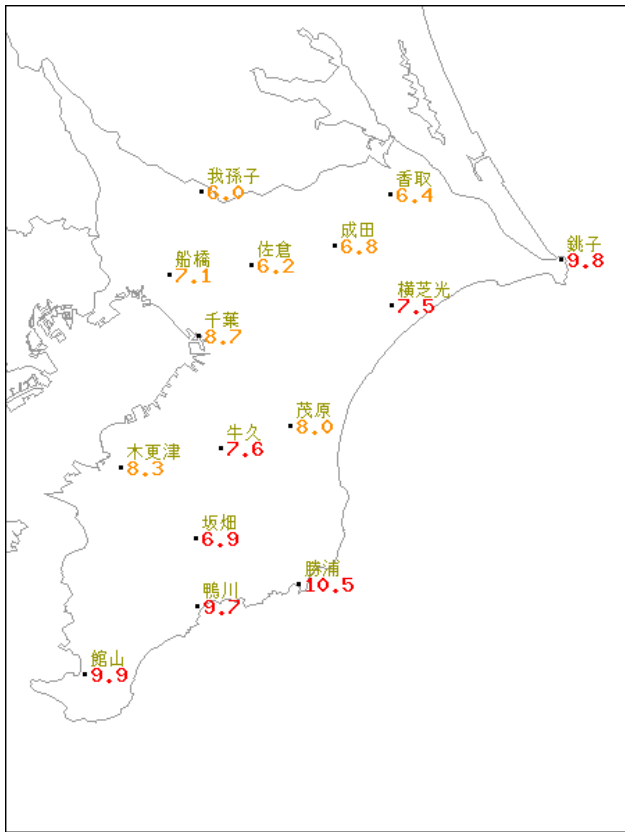 我孫子
6.0
香取
6.4
成田
6.8
銚子
9.8
佐倉
6.2
船橋
7.1
横芝光
7.5
千葉
8.7
茂原
8.0
牛久
7.6
木更津
8.3
坂畑
6.9
勝浦
10.5
鴨川
9.7
館山
9.9